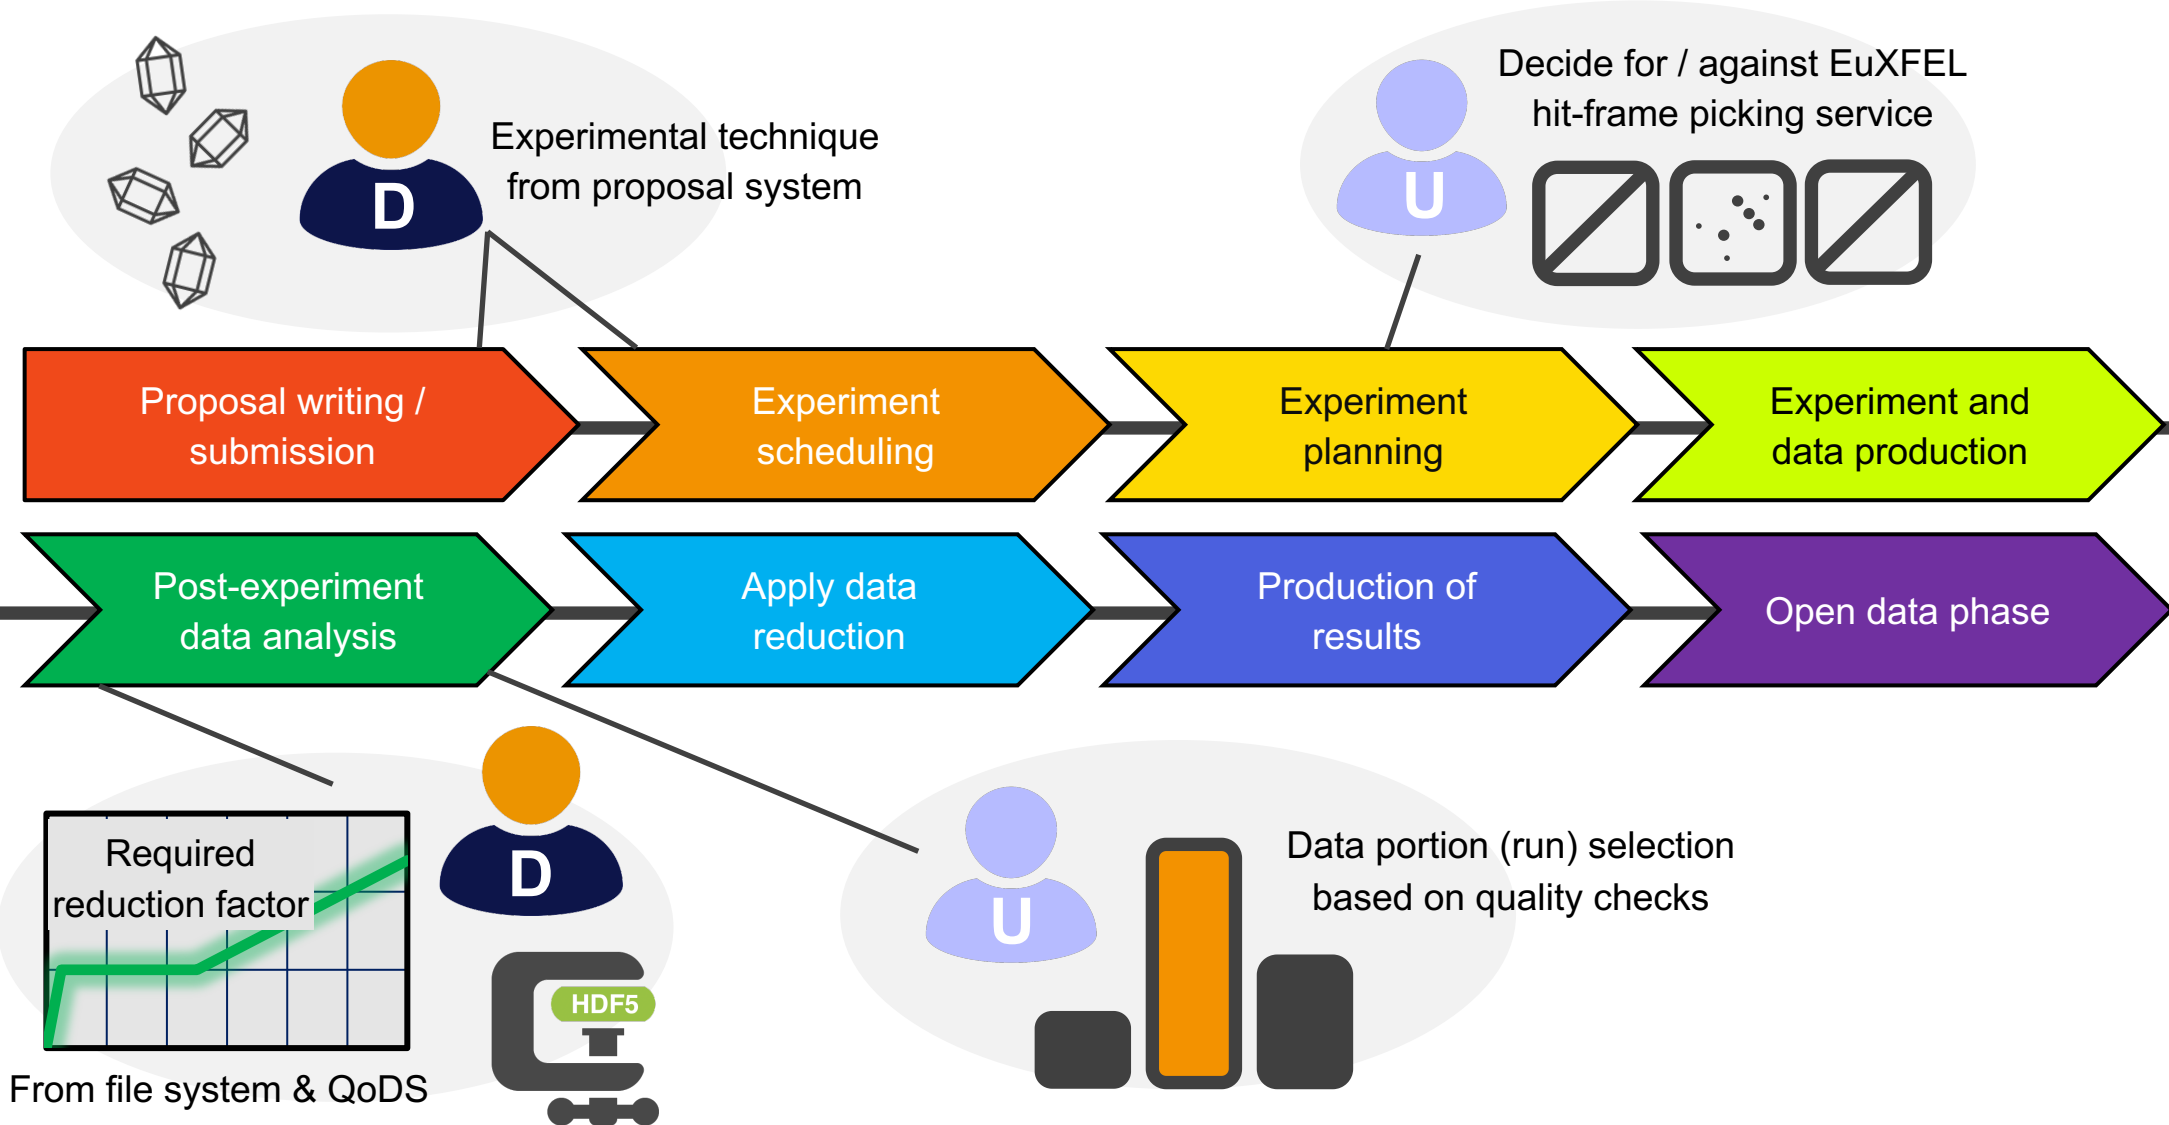 Experimental technique
from proposal system
D
Decide for / against EuXFEL
hit-frame picking service
U
Proposal writing /
submission
Experiment
scheduling
Experiment
planning
Experiment and
data production
Post-experiment
data analysis
Apply data
reduction
Production of
results
Open data phase
Required
reduction factor
D
HDF5
From file system & QoDS
U
Data portion (run) selection
based on quality checks